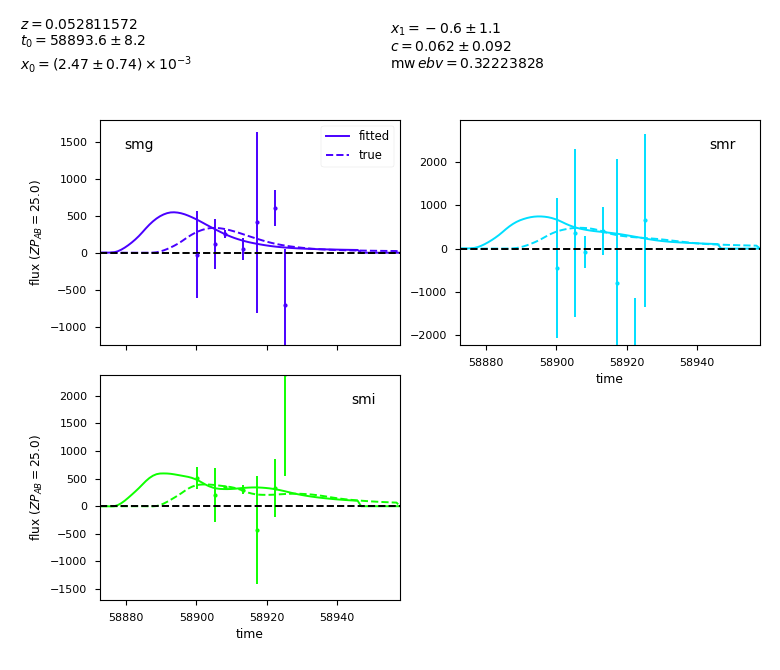 z = 0.052811572
t₀ = 58893.6 ± 8.2
x₀ = (2.47 ± 0.74) × 10⁻³
x₁ = −0.6 ± 1.1
c = 0.062 ± 0.092
mw ebv = 0.32223828
smg
fitted
true
1500
1000
500
0
−500
−1000
flux (ZP_AB = 25.0)
smr
2000
1000
0
−1000
−2000
58880 58900 58920 58940
time
smi
2000
1500
1000
500
0
−500
−1000
−1500
flux (ZP_AB = 25.0)
58880 58900 58920 58940
time